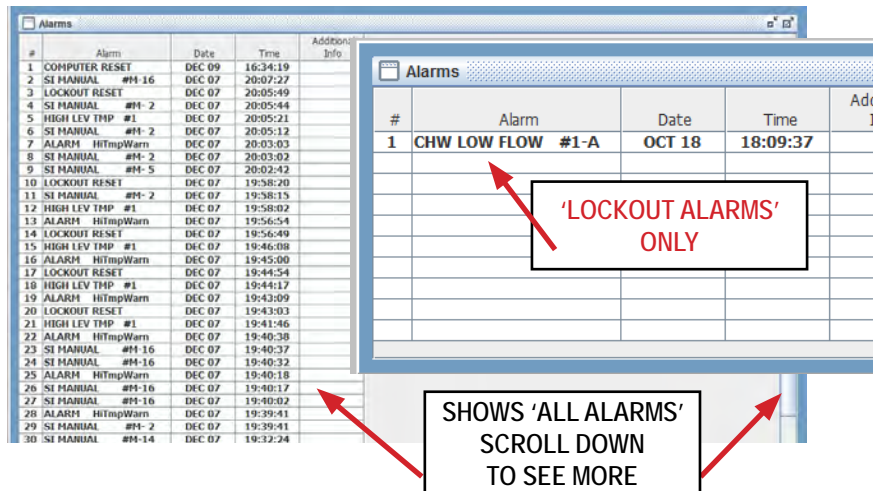 Alarms
# Alarm Date Time Additional Info
1 COMPUTER RESET DEC 09 16:34:19
2 SI MANUAL #M-16 DEC 07 20:07:27
3 LOCKOUT RESET DEC 07 20:05:49
4 SI MANUAL #M- 2 DEC 07 20:05:44
5 HIGH LEV TMP #1 DEC 07 20:05:21
6 SI MANUAL #M- 2 DEC 07 20:05:12
7 ALARM HiTmpWarn DEC 07 20:03:03
8 SI MANUAL #M- 2 DEC 07 20:03:02
9 SI MANUAL #M- 5 DEC 07 20:02:42
10 LOCKOUT RESET DEC 07 19:58:20
11 SI MANUAL #M- 2 DEC 07 19:58:15
12 HIGH LEV TMP #1 DEC 07 19:58:02
13 ALARM HiTmpWarn DEC 07 19:56:54
14 LOCKOUT RESET DEC 07 19:56:49
15 HIGH LEV TMP #1 DEC 07 19:46:08
16 ALARM HiTmpWarn DEC 07 19:45:00
17 LOCKOUT RESET DEC 07 19:44:54
18 HIGH LEV TMP #1 DEC 07 19:44:17
19 ALARM HiTmpWarn DEC 07 19:43:09
20 LOCKOUT RESET DEC 07 19:43:03
21 HIGH LEV TMP #1 DEC 07 19:41:46
22 ALARM HiTmpWarn DEC 07 19:40:38
23 SI MANUAL #M-16 DEC 07 19:40:37
24 SI MANUAL #M-16 DEC 07 19:40:32
25 ALARM HiTmpWarn DEC 07 19:40:18
26 SI MANUAL #M-16 DEC 07 19:40:17
27 SI MANUAL #M-16 DEC 07 19:40:02
28 ALARM HiTmpWarn DEC 07 19:39:41
29 SI MANUAL #M- 2 DEC 07 19:39:41
30 SI MANUAL #M-14 DEC 07 19:32:24
Alarms
# Alarm Date Time
1 CHW LOW FLOW #1-A OCT 18 18:09:37
'LOCKOUT ALARMS'
ONLY
SHOWS 'ALL ALARMS'
SCROLL DOWN
TO SEE MORE